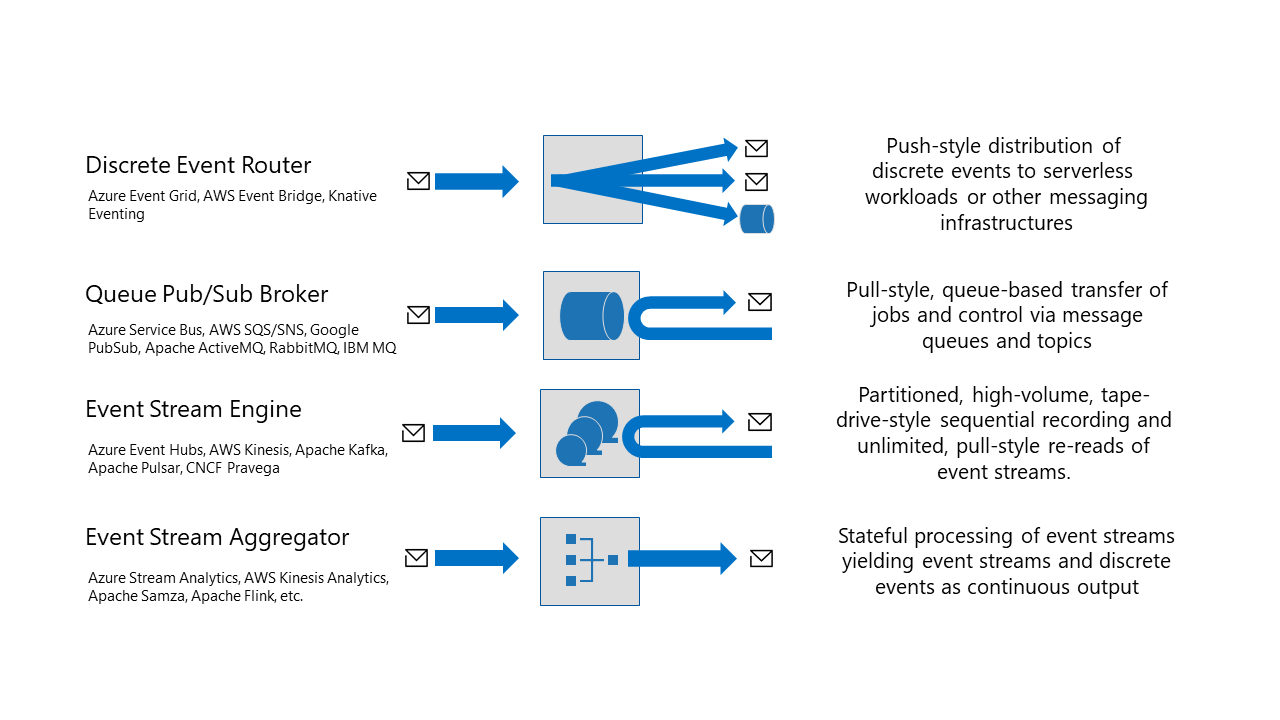 Discrete Event Router
Azure Event Grid, AWS Event Bridge, Knative
Eventing
Push-style distribution of
discrete events to serverless
workloads or other messaging
infrastructures
Queue Pub/Sub Broker
Azure Service Bus, AWS SQS/SNS, Google
PubSub, Apache ActiveMQ, RabbitMQ, IBM MQ
Pull-style, queue-based transfer of
jobs and control via message
queues and topics
Event Stream Engine
Azure Event Hubs, AWS Kinesis, Apache Kafka,
Apache Pulsar, CNCF Pravega
Partitioned, high-volume, tape-
drive-style sequential recording and
unlimited, pull-style re-reads of
event streams.
Event Stream Aggregator
Azure Stream Analytics, AWS Kinesis Analytics,
Apache Samza, Apache Flink, etc.
Stateful processing of event streams
yielding event streams and discrete
events as continuous output